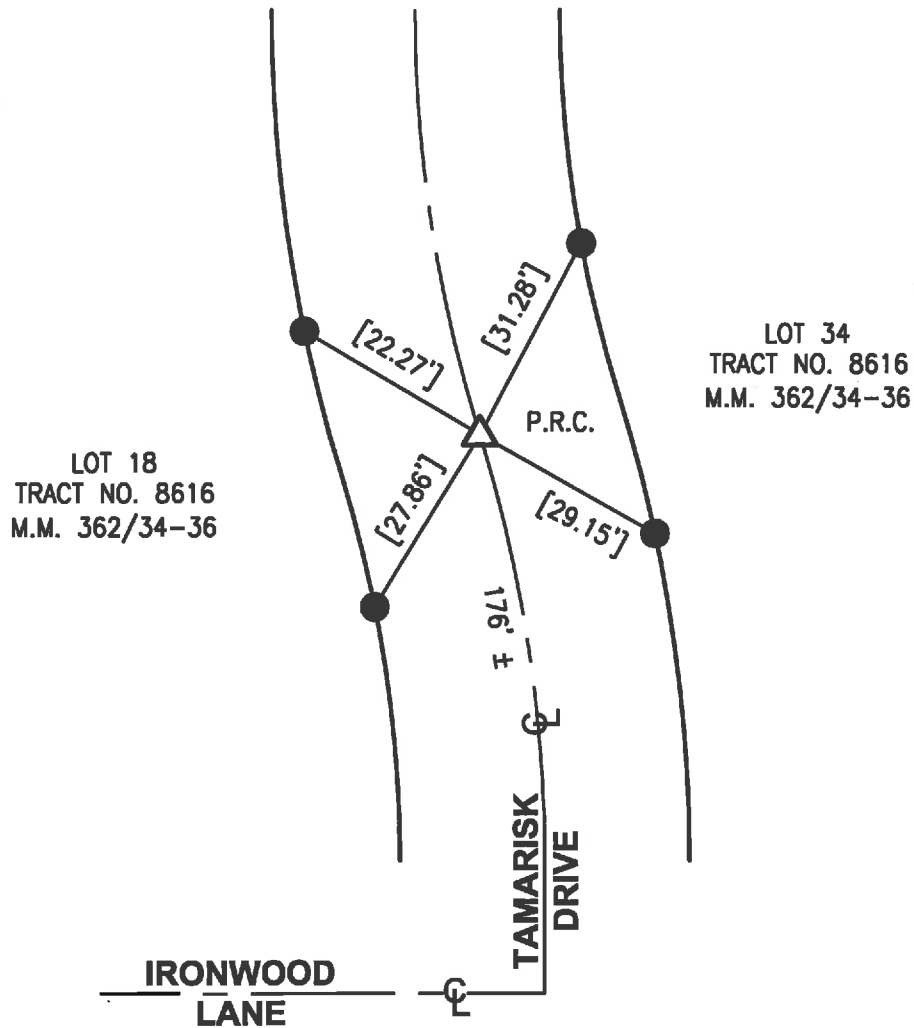 [31.28']
[22.27']
LOT 34
TRACT NO. 8616
M.M. 362/34-36
P.R.C.
LOT 18
TRACT NO. 8616
M.M. 362/34-36
[27.86']
[29.15']
176' ±
℄
TAMARISK
DRIVE
IRONWOOD
LANE
℄